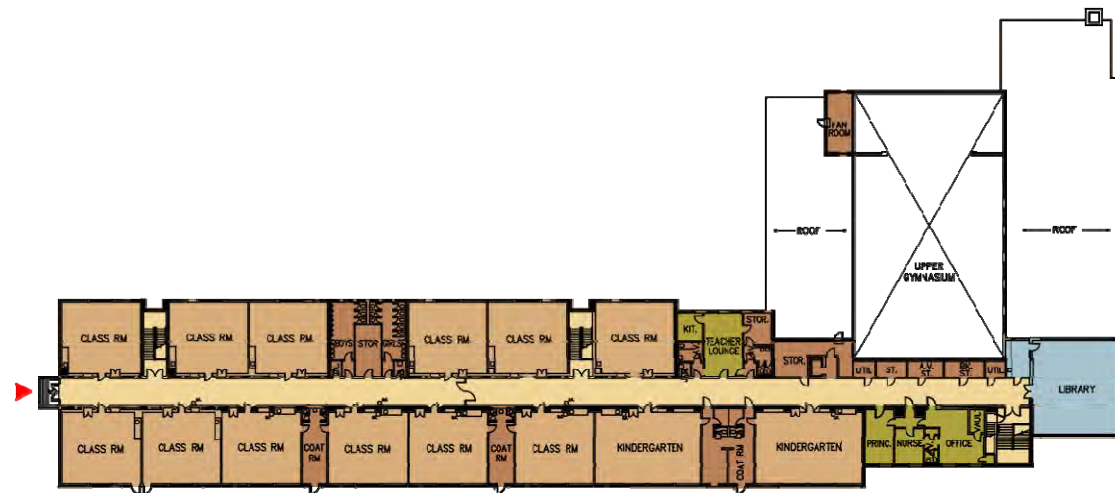 FAN
ROOM
ROOF
ROOF
UPPER
GYMNASIUM
CLASS RM
CLASS RM
CLASS RM
BOYS
STOR
GIRLS
CLASS RM
CLASS RM
CLASS RM
KIT.
TEACHER
LOUNGE
STOR.
STOR.
UTIL
ST.
A.V.
ST.
ST.
UTIL
LIBRARY
CLASS RM
CLASS RM
CLASS RM
COAT
RM
CLASS RM
CLASS RM
COAT
RM
CLASS RM
KINDERGARTEN
COAT RM
KINDERGARTEN
PRINC.
NURSE
LAV.
OFFICE
VAUL